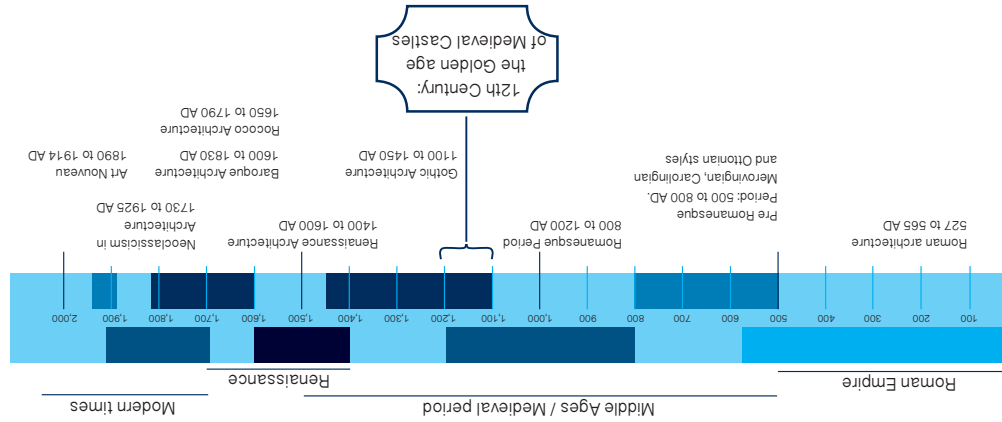 Middle Ages / Medieval period
Modern times
Roman Empire
Renaissance
100 200 300 400 500 600 700 800 900 1,000 1,100 1,200 1,300 1,400 1,500 1,600 1,700 1,800 1,900 2,000
Roman architecture
527 to 565 AD
Pre Romanesque
Period: 500 to 800 AD.
Merovingian, Carolingian
and Ottonian styles
Romanesque Period
800 to 1200 AD
Gothic Architecture
1100 to 1450 AD
Renaissance Architecture
1400 to 1600 AD
Baroque Architecture
1600 to 1830 AD
Rococo Architecture
1650 to 1790 AD
Neoclassicism in
Architecture
1730 to 1925 AD
Art Nouveau
1890 to 1914 AD
12th Century:
the Golden age
of Medieval Castles